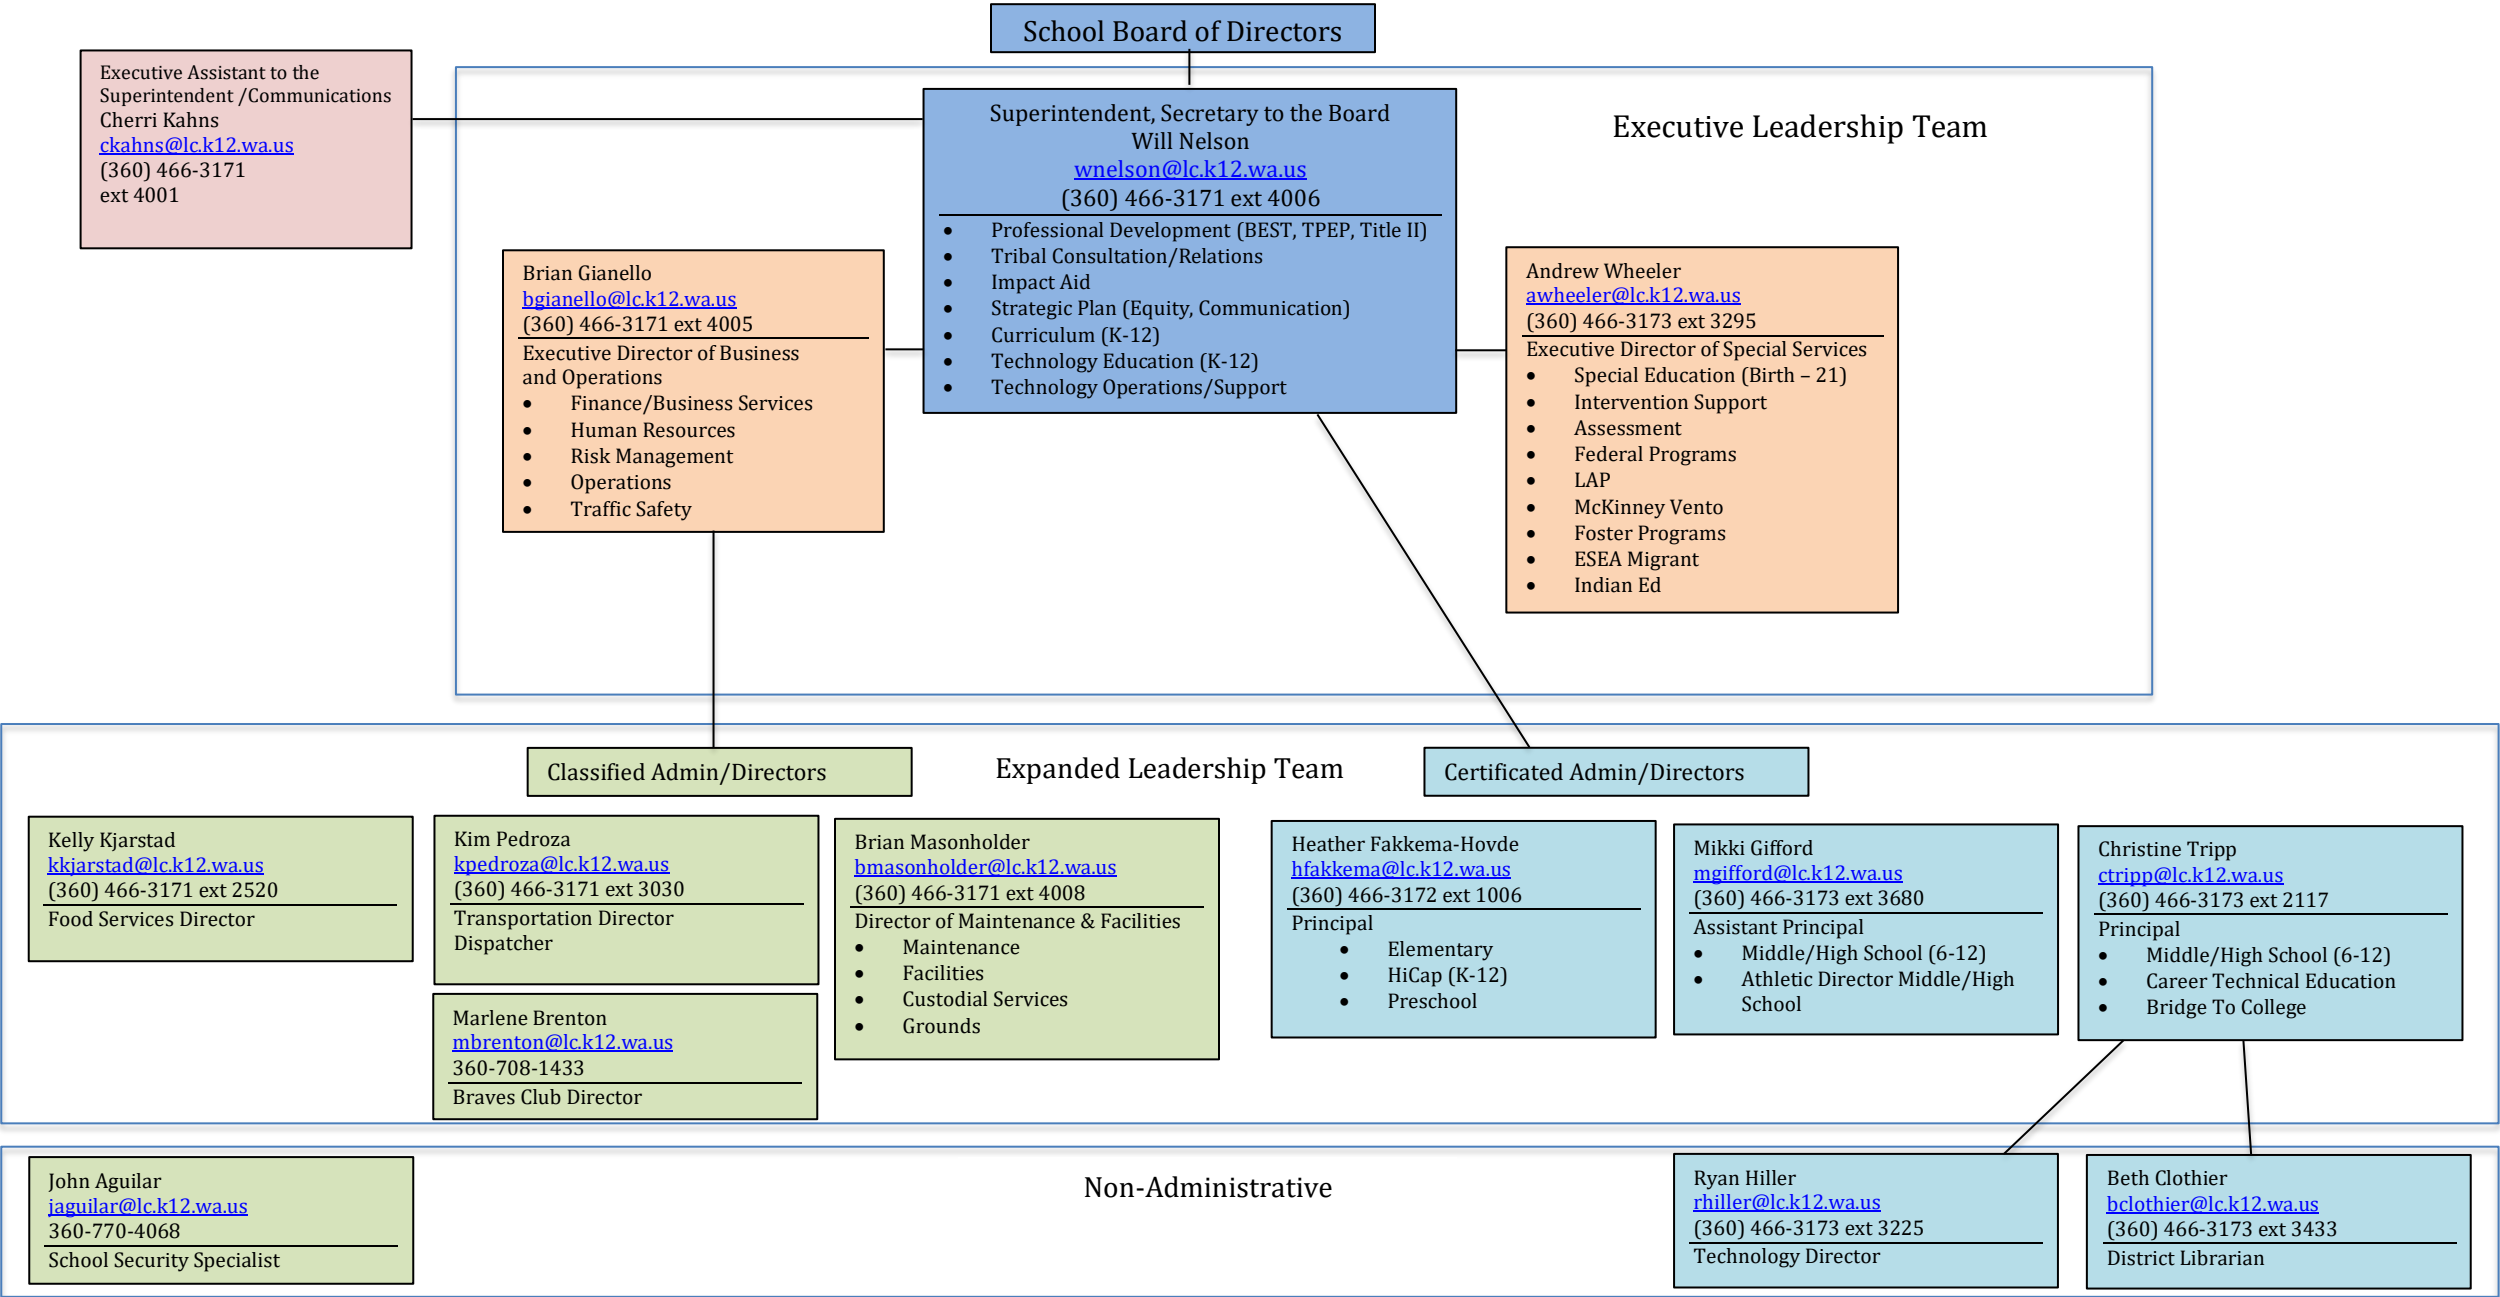 School Board of Directors
Executive Assistant to the
Superintendent /Communications
Cherri Kahns
ckahns@lc.k12.wa.us
(360) 466-3171
ext 4001
Executive Leadership Team
Superintendent, Secretary to the Board
Will Nelson
wnelson@lc.k12.wa.us
(360) 466-3171 ext 4006
• Professional Development (BEST, TPEP, Title II)
• Tribal Consultation/Relations
• Impact Aid
• Strategic Plan (Equity, Communication)
• Curriculum (K-12)
• Technology Education (K-12)
• Technology Operations/Support
Brian Gianello
bgianello@lc.k12.wa.us
(360) 466-3171 ext 4005
Executive Director of Business
and Operations
• Finance/Business Services
• Human Resources
• Risk Management
• Operations
• Traffic Safety
Andrew Wheeler
awheeler@lc.k12.wa.us
(360) 466-3173 ext 3295
Executive Director of Special Services
• Special Education (Birth – 21)
• Intervention Support
• Assessment
• Federal Programs
• LAP
• McKinney Vento
• Foster Programs
• ESEA Migrant
• Indian Ed
Classified Admin/Directors
Expanded Leadership Team
Certificated Admin/Directors
Kelly Kjarstad
kkjarstad@lc.k12.wa.us
(360) 466-3171 ext 2520
Food Services Director
Kim Pedroza
kpedroza@lc.k12.wa.us
(360) 466-3171 ext 3030
Transportation Director
Dispatcher
Marlene Brenton
mbrenton@lc.k12.wa.us
360-708-1433
Braves Club Director
Brian Masonholder
bmasonholder@lc.k12.wa.us
(360) 466-3171 ext 4008
Director of Maintenance & Facilities
• Maintenance
• Facilities
• Custodial Services
• Grounds
Heather Fakkema-Hovde
hfakkema@lc.k12.wa.us
(360) 466-3172 ext 1006
Principal
• Elementary
• HiCap (K-12)
• Preschool
Mikki Gifford
mgifford@lc.k12.wa.us
(360) 466-3173 ext 3680
Assistant Principal
• Middle/High School (6-12)
• Athletic Director Middle/High
School
Christine Tripp
ctripp@lc.k12.wa.us
(360) 466-3173 ext 2117
Principal
• Middle/High School (6-12)
• Career Technical Education
• Bridge To College
John Aguilar
jaguilar@lc.k12.wa.us
360-770-4068
School Security Specialist
Non-Administrative
Ryan Hiller
rhiller@lc.k12.wa.us
(360) 466-3173 ext 3225
Technology Director
Beth Clothier
bclothier@lc.k12.wa.us
(360) 466-3173 ext 3433
District Librarian